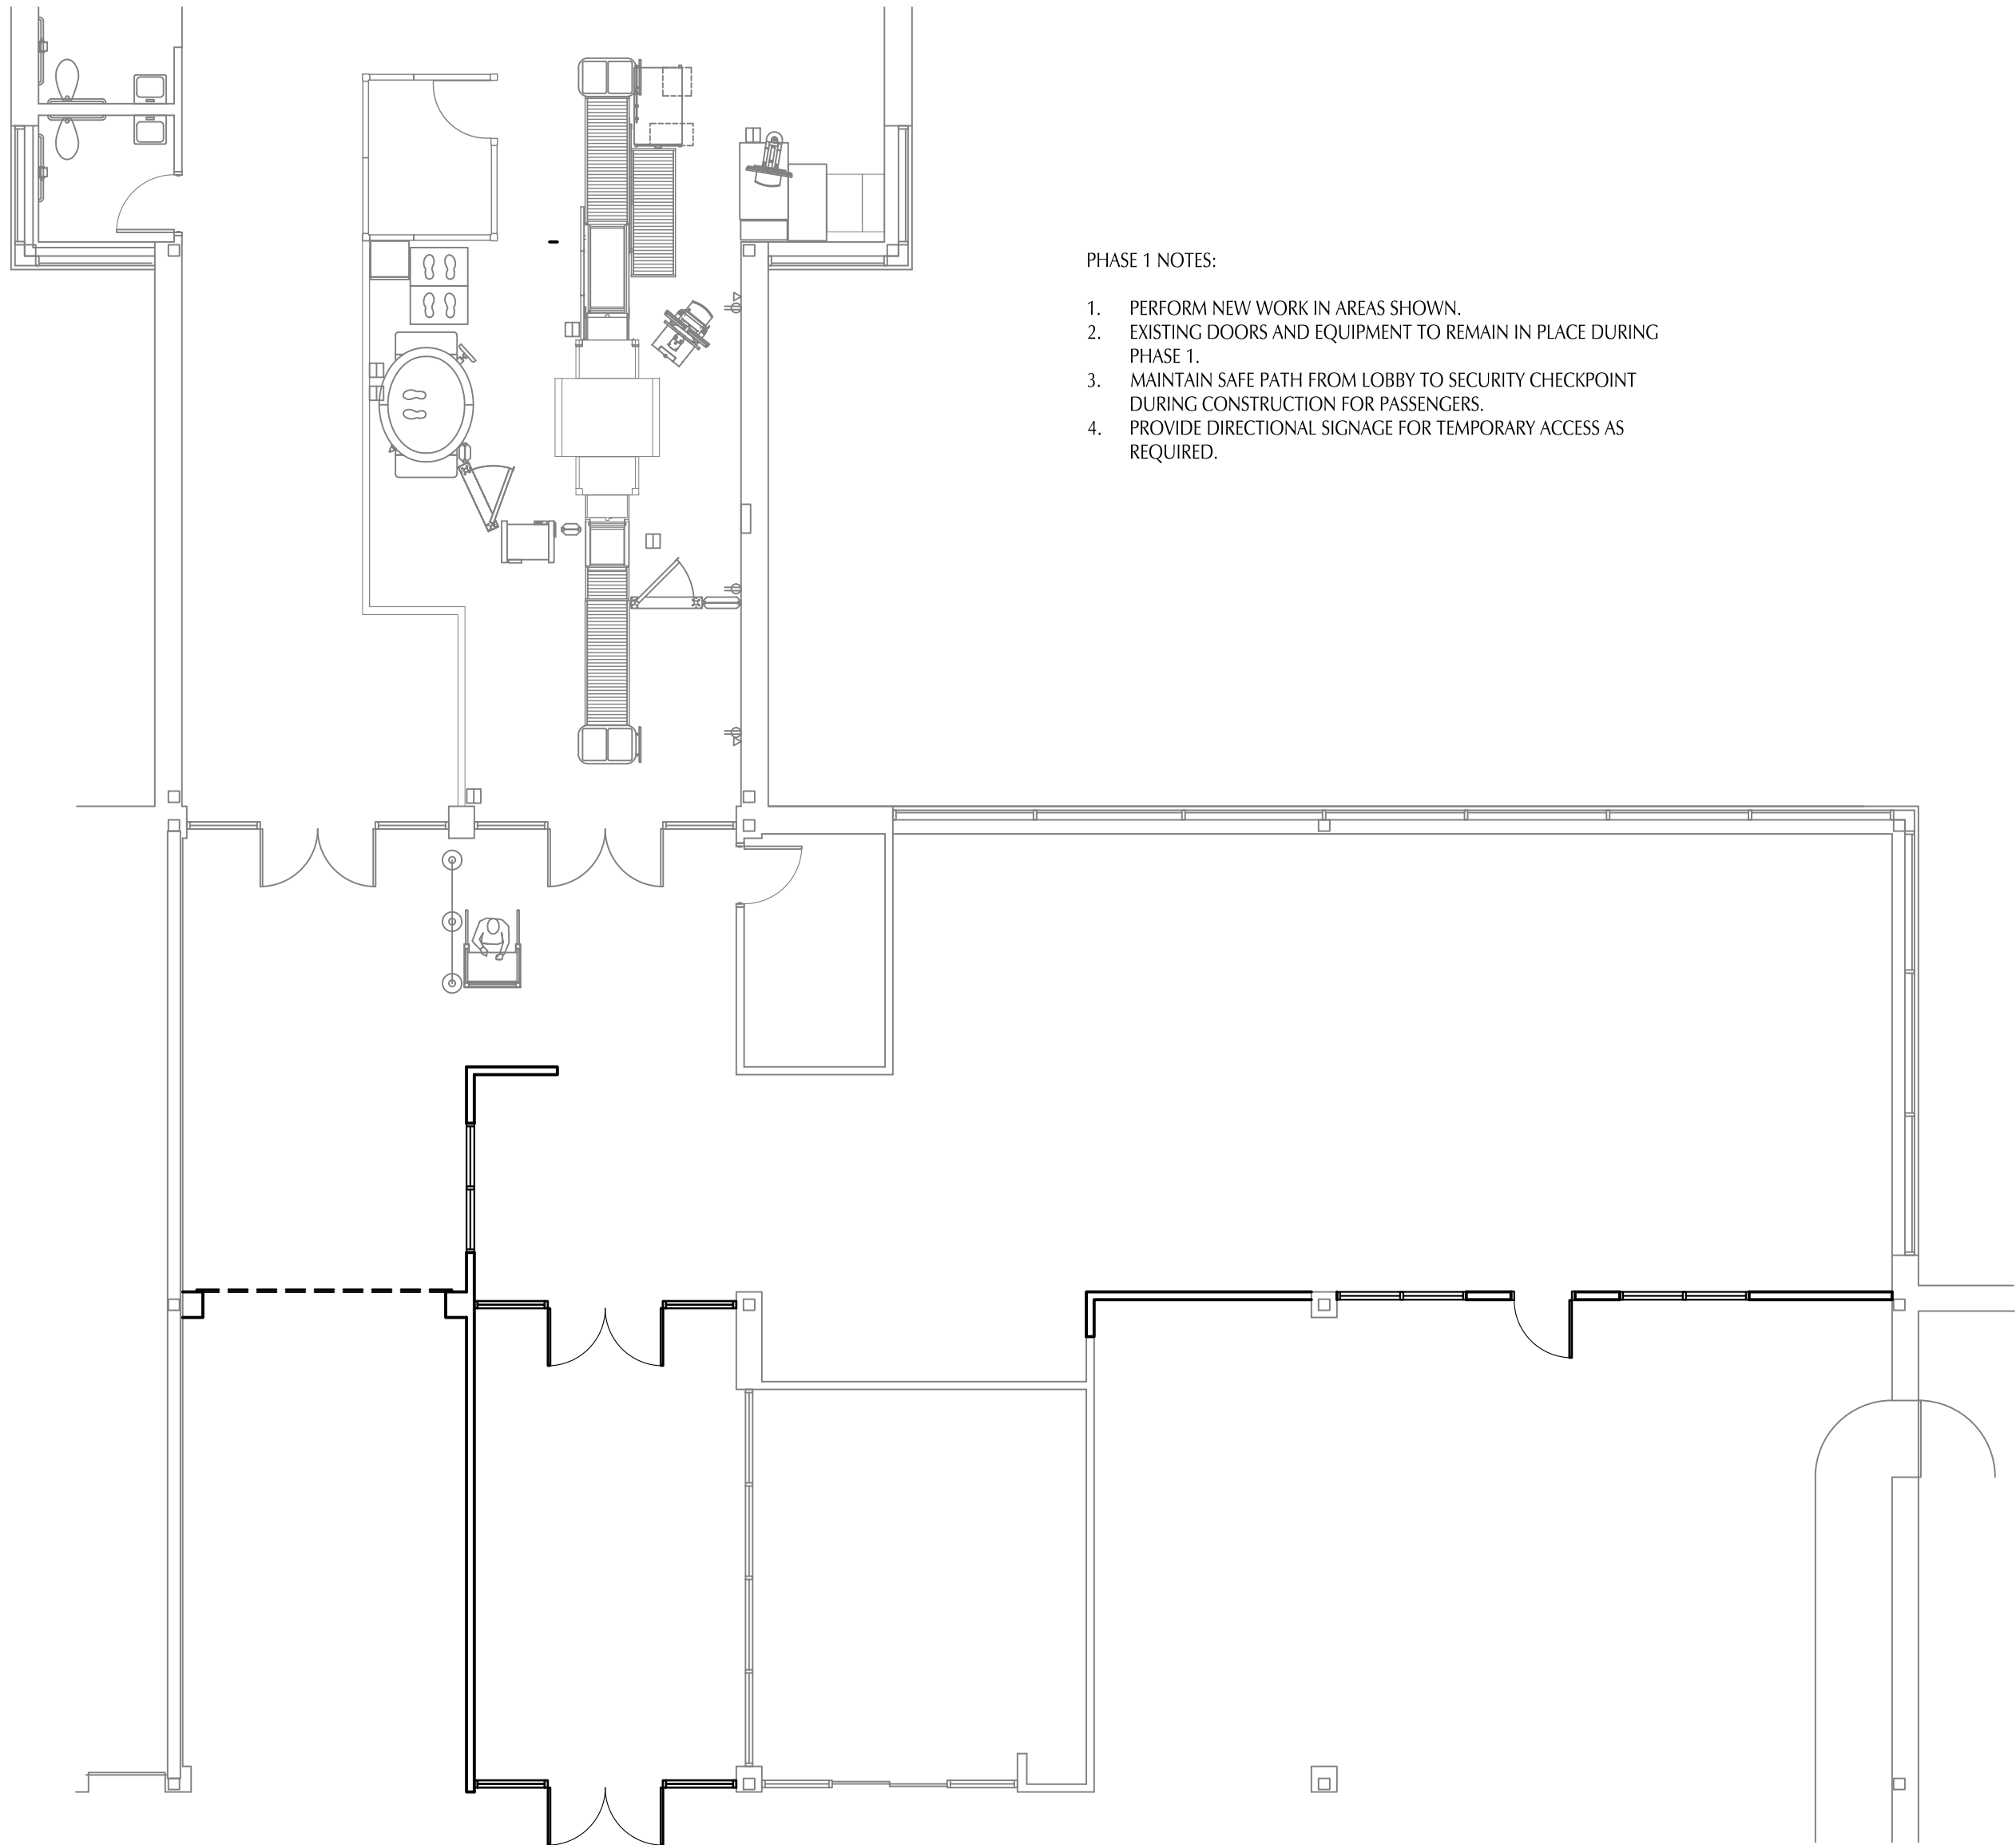 PHASE 1 NOTES:
1. PERFORM NEW WORK IN AREAS SHOWN.
2. EXISTING DOORS AND EQUIPMENT TO REMAIN IN PLACE DURING
PHASE 1.
3. MAINTAIN SAFE PATH FROM LOBBY TO SECURITY CHECKPOINT
DURING CONSTRUCTION FOR PASSENGERS.
4. PROVIDE DIRECTIONAL SIGNAGE FOR TEMPORARY ACCESS AS
REQUIRED.